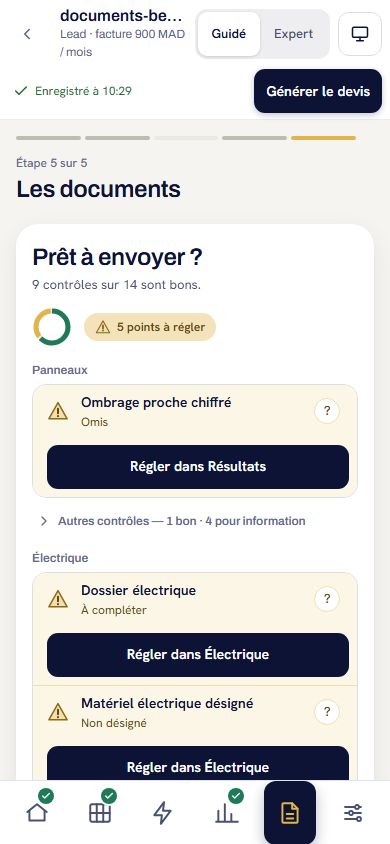 documents-be...
Lead · facture 900 MAD
/ mois
Guidé
Expert
Enregistré à 10:29
Générer le devis
Étape 5 sur 5
Les documents
Prêt à envoyer ?
9 contrôles sur 14 sont bons.
5 points à régler
Panneaux
Ombrage proche chiffré
Omis
?
Régler dans Résultats
Autres contrôles — 1 bon · 4 pour information
Électrique
Dossier électrique
À compléter
?
Régler dans Électrique
Matériel électrique désigné
Non désigné
?
Régler dans Électrique